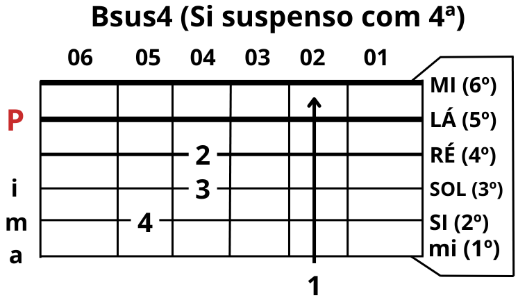 Bsus4 (Si suspenso com 4ª)
06 05 04 03 02 01
MI (6º)
P LÁ (5º)
2 RÉ (4º)
i 3 SOL (3º)
m 4 SI (2º)
a mi (1º)
1